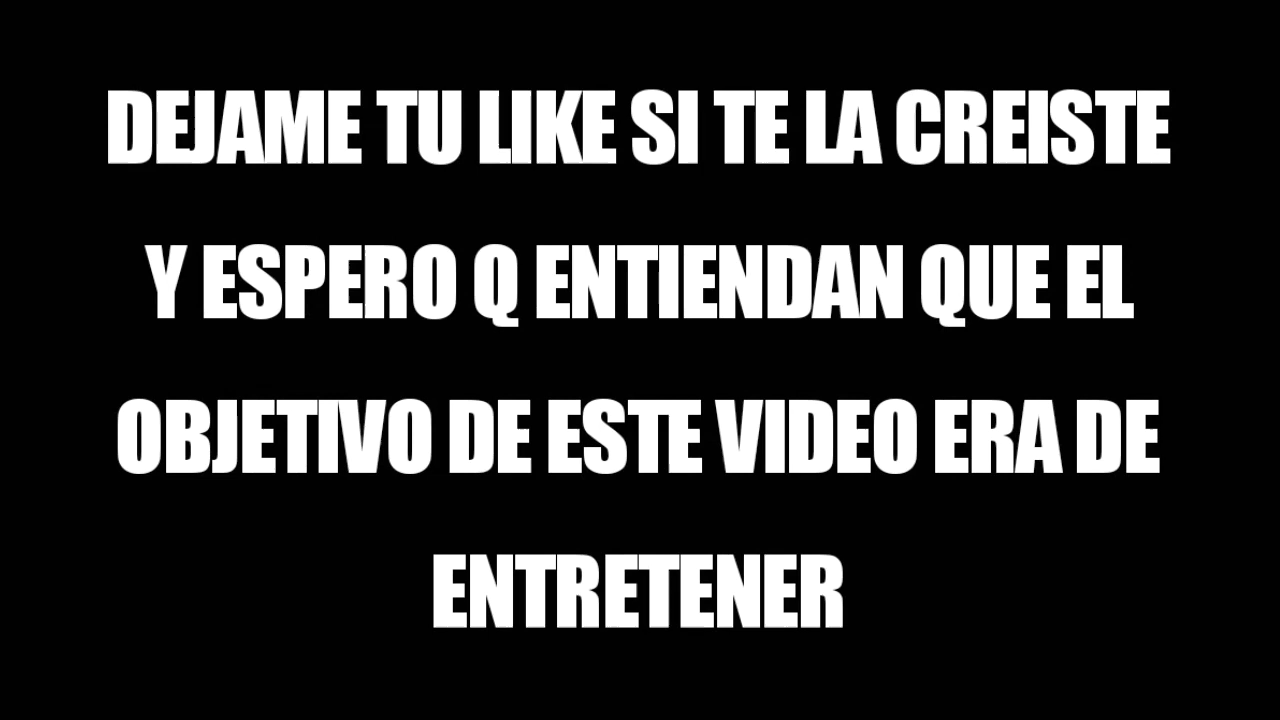 DEJAME TU LIKE SI TE LA CREISTE
Y ESPERO Q ENTIENDAN QUE EL
OBJETIVO DE ESTE VIDEO ERA DE
ENTRETENER